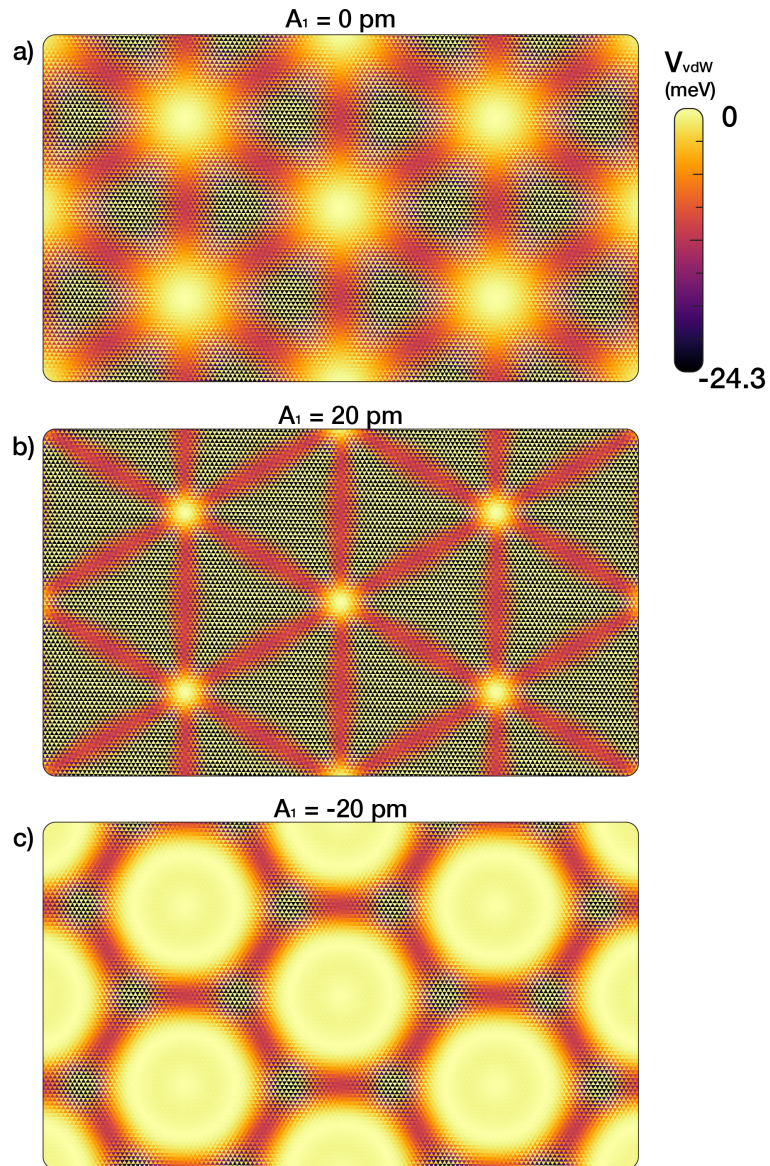 A₁ = 0 pm
a)
V_vdW
(meV)
0
-24.3
A₁ = 20 pm
b)
A₁ = -20 pm
c)